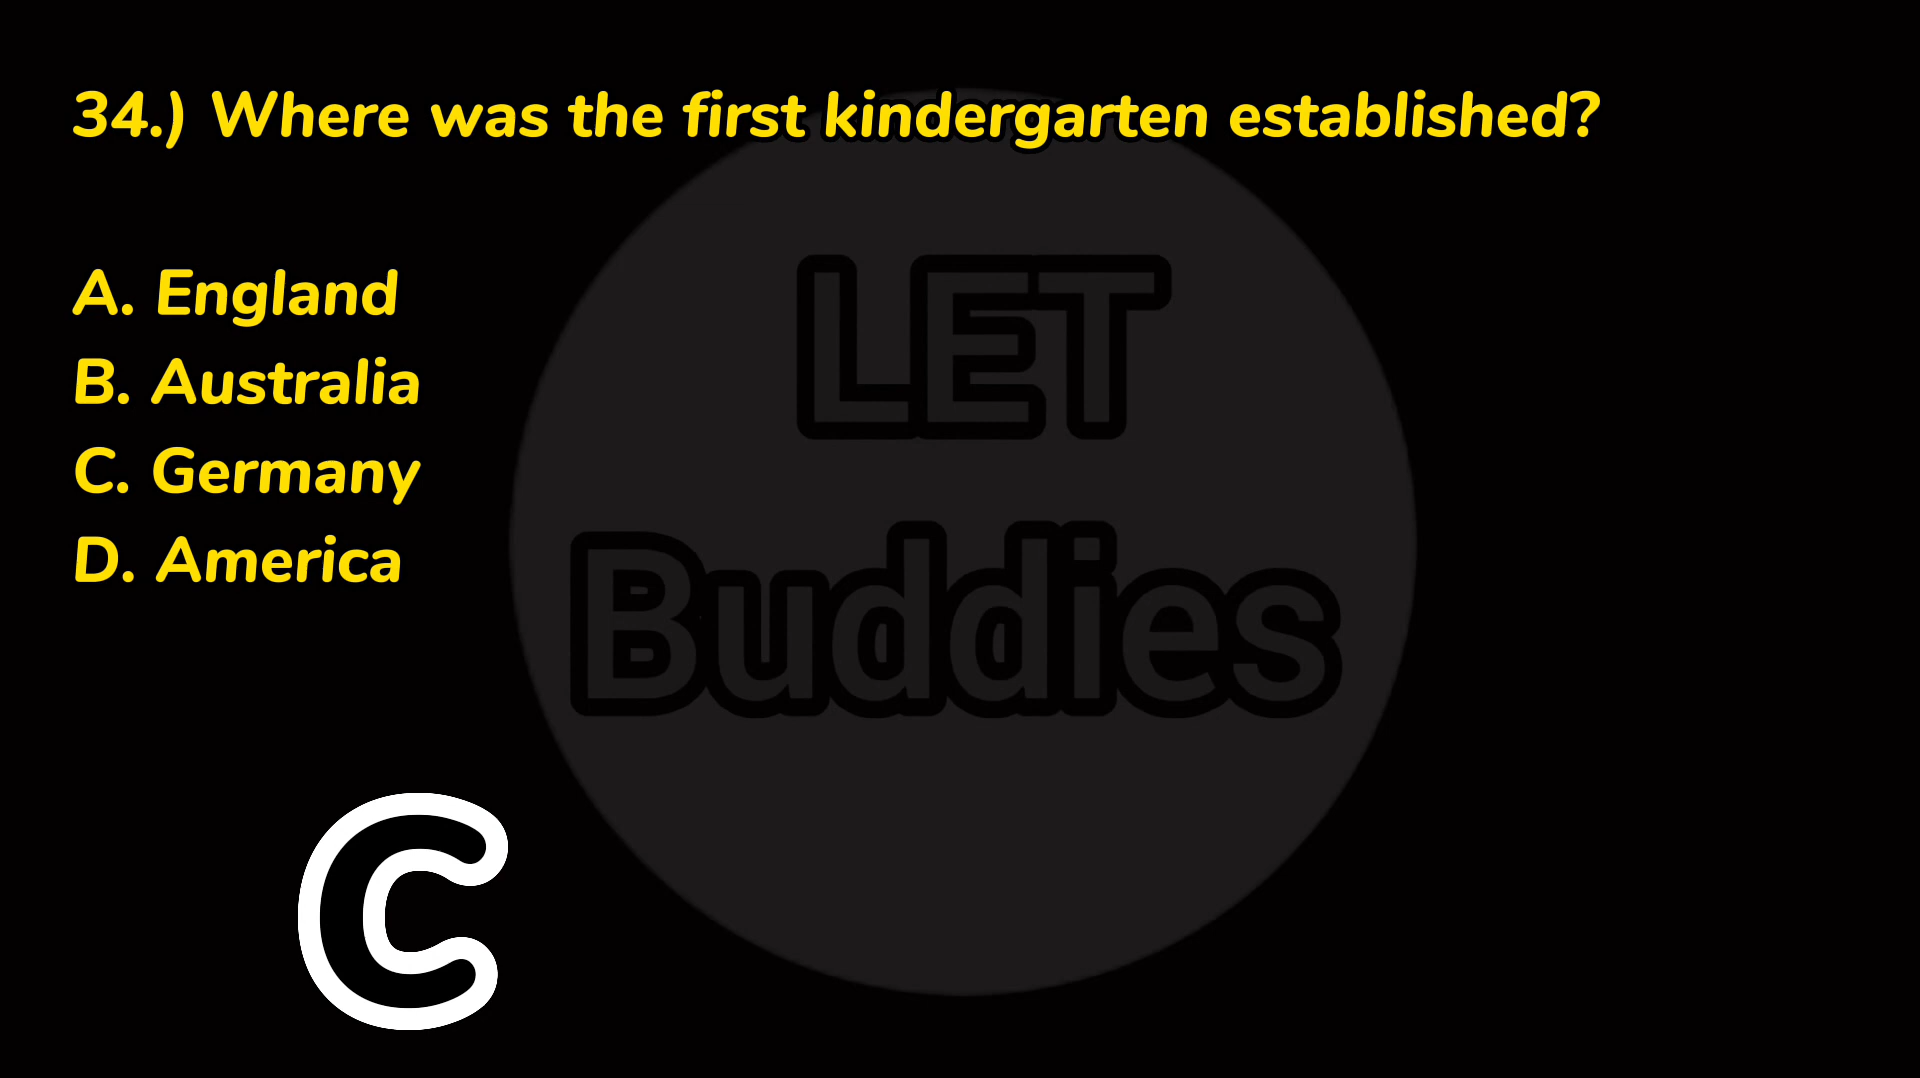 34.) Where was the first kindergarten established?
A. England
B. Australia
C. Germany
D. America
LET
Buddies
C